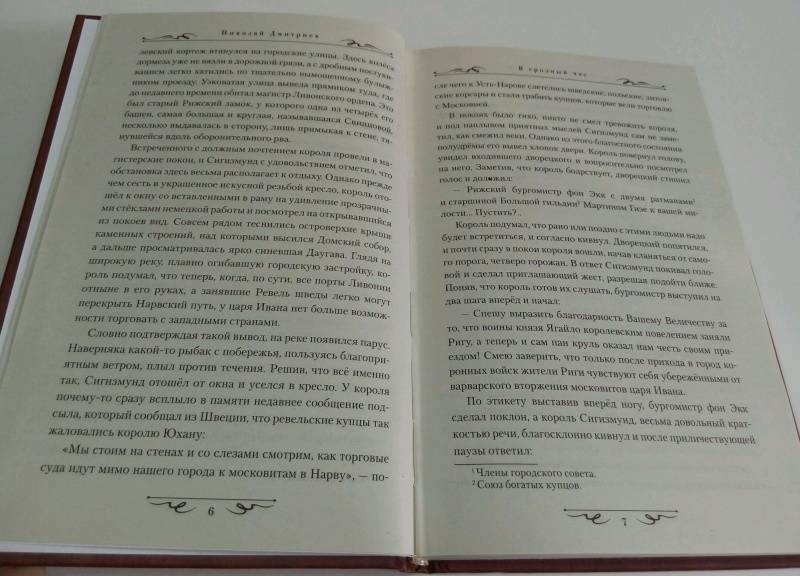 Николай Дмитриев
левский кортеж втянулся на городские улицы. Здесь колёса
дормеза уже не вязли в дорожной грязи, а с дробным постуки-
ванием легко катились по тщательно вымощенному булыж-
ником проезду. Узковатая улица вывела прямиком туда, где
до недавнего времени обитал магистр Ливонского ордена. Это
был старый Рижский замок, у которого одна из четырёх его
башен, самая большая и круглая, называвшаяся Свинцовой,
несколько выдавалась в сторону, лишь примыкая к стене, тя-
нувшейся вдоль оборонительного рва.
Встреченного с должным почтением короля провели в ма-
гистерские покои, и Сигизмунд с удовольствием отметил, что
обстановка здесь весьма располагает к отдыху. Однако прежде
чем сесть в украшенное искусной резьбой кресло, король ото-
шёл к окну со вставленными в раму на удивление прозрачны-
ми стёклами немецкой работы и посмотрел на открывавшийся
из покоев вид. Совсем рядом теснились островерхие крыши
каменных строений, над которыми высился Домский собор,
а дальше просматривалась ярко синевшая Даугава. Глядя на
широкую реку, плавно огибавшую городскую застройку, ко-
роль подумал, что теперь, когда, по сути, все порты Ливонии
отныне в его руках, а занявшие Ревель шведы легко могут
перекрыть Нарвский путь, у царя Ивана нет больше возмож-
ности торговать с западными странами.
Словно подтверждая такой вывод, на реке появился парус.
Наверняка какой-то рыбак с побережья, пользуясь благопри-
ятным ветром, плыл против течения. Решив, что всё именно
так, Сигизмунд отошёл от окна и уселся в кресло. У короля
почему-то сразу всплыло в памяти недавнее сообщение под-
сыла, который сообщал из Швеции, что ревельские купцы так
жаловались королю Юхану:
«Мы стоим на стенах и со слезами смотрим, как торговые
суда идут мимо нашего города к московитам в Нарву», — по-
6
В грозный час
сле чего к Усть-Нарове слетелись шведские, польские, литов-
ские корсары и стали грабить купцов, которые вели торговлю
с Московией.
В покоях было тихо, никто не смел тревожить короля,
и под наплывом приятных мыслей Сигизмунд сам не заме-
тил, как смежил веки. Однако из этого благостного состояния
полудрёмы его вывел хлопок двери. Король повернул голову,
увидел входившего дворецкого и вопросительно посмотрел
на него. Заметив, что король бодрствует, дворецкий стишил
голос и доложил:
— Рижский бургомистр фон Экк с двумя ратманами¹
и старшиной Большой гильдии² Мартином Гизе к вашей ми-
лости... Пустить?..
Король подумал, что рано или поздно с этими людьми надо
будет встретиться, и согласно кивнул. Дворецкий попятился,
и почти сразу в покои короля вошли, начав кланяться от само-
го порога, четверо горожан. В ответ Сигизмунд покивал голо-
вой и сделал приглашающий жест, разрешая подойти ближе.
Поняв, что король готов их слушать, бургомистр выступил на
два шага вперёд и начал:
— Спешу выразить благодарность Вашему Величеству за
то, что воины князя Ягайло королевским повелением заняли
Ригу, а теперь и сам пан круль оказал нам честь своим при-
ездом! Смею заверить, что только после прихода в город ко-
ронных войск жители Риги чувствуют себя убережёнными от
варварского вторжения московитов царя Ивана.
По этикету выставив вперёд ногу, бургомистр фон Экк
сделал поклон, а король Сигизмунд, весьма довольный крат-
костью речи, благосклонно кивнул и после приличествующей
паузы ответил:
¹ Члены городского совета.
² Союз богатых купцов.
7